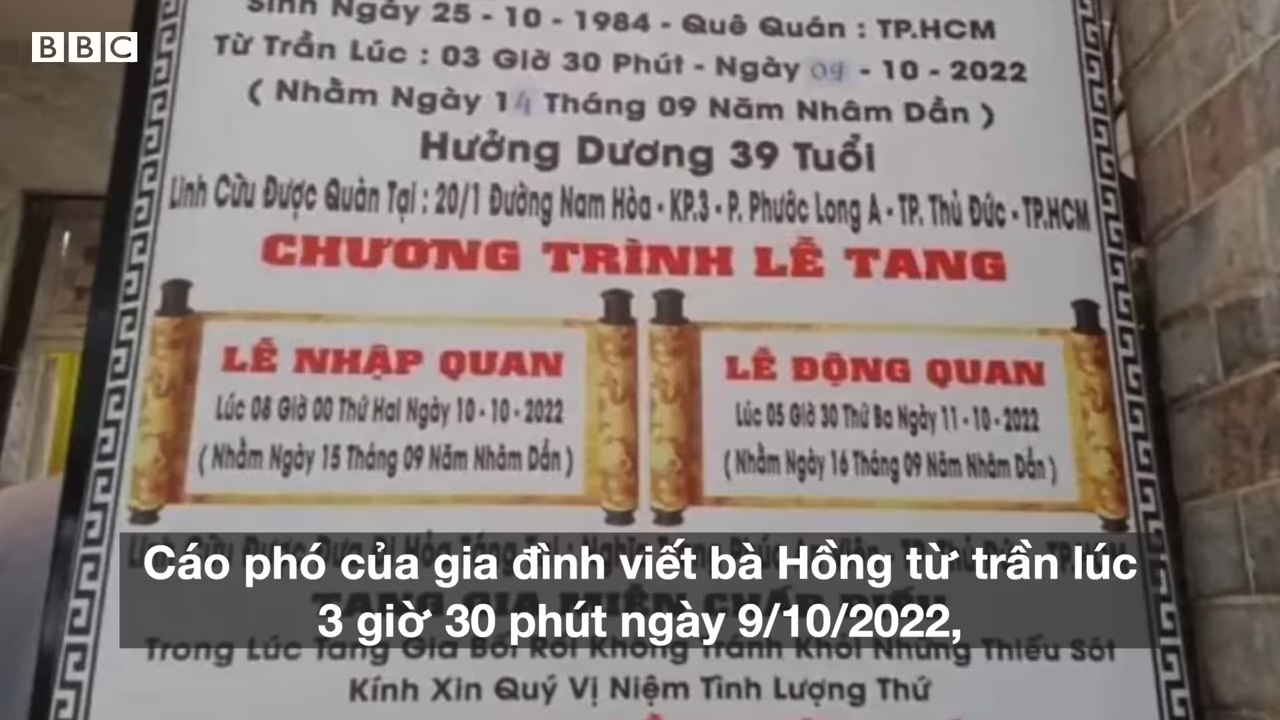 BBC
Sinh Ngày 25 - 10 - 1984 - Quê Quán : TP.HCM
Từ Trần Lúc : 03 Giờ 30 Phút - Ngày 09 - 10 - 2022
( Nhằm Ngày 14 Tháng 09 Năm Nhâm Dần )
Hưởng Dương 39 Tuổi
Linh Cữu Được Quàn Tại : 20/1 Đường Nam Hòa - KP.3 - P. Phước Long A - TP. Thủ Đức - TP.HCM
CHƯƠNG TRÌNH LỄ TANG
LỄ NHẬP QUAN
Lúc 08 Giờ 00 Thứ Hai Ngày 10 - 10 - 2022
( Nhằm Ngày 15 Tháng 09 Năm Nhâm Dần )
LỄ ĐỘNG QUAN
Lúc 05 Giờ 30 Thứ Ba Ngày 11 - 10 - 2022
( Nhằm Ngày 16 Tháng 09 Năm Nhâm Dần )
Cáo phó của gia đình viết bà Hồng từ trần lúc
3 giờ 30 phút ngày 9/10/2022,
Trong Lúc Tang Gia Bối Rối Không Tránh Khỏi Những Thiếu Sót
Kính Xin Quý Vị Niệm Tình Lượng Thứ